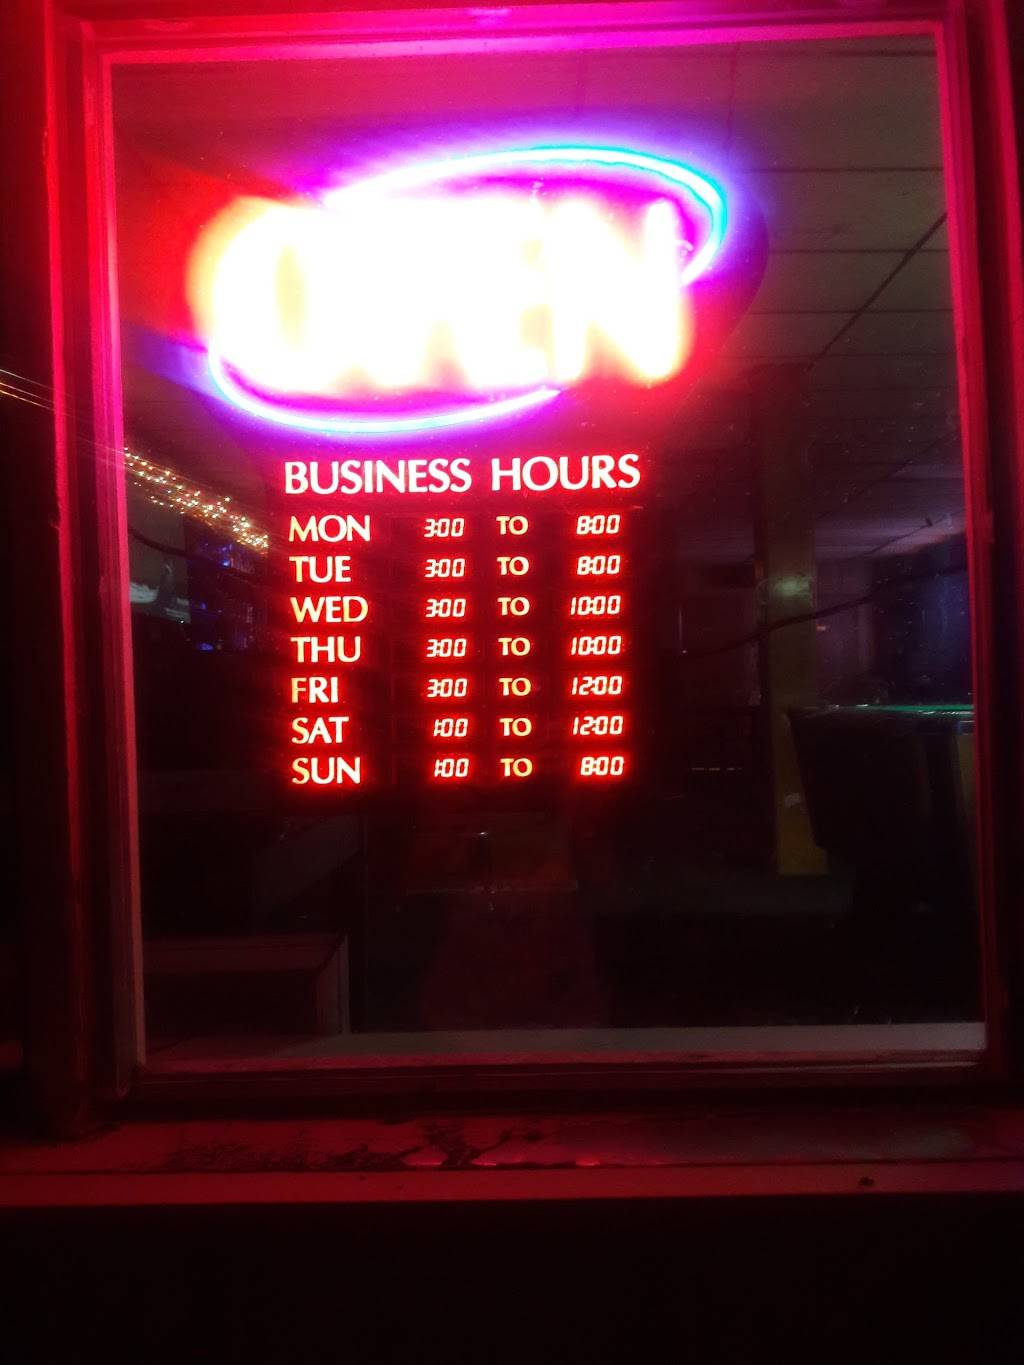 OPEN
BUSINESS HOURS
MON 3:00 TO 8:00
TUE 3:00 TO 8:00
WED 3:00 TO 10:00
THU 3:00 TO 10:00
FRI 3:00 TO 12:00
SAT 1:00 TO 12:00
SUN 1:00 TO 8:00